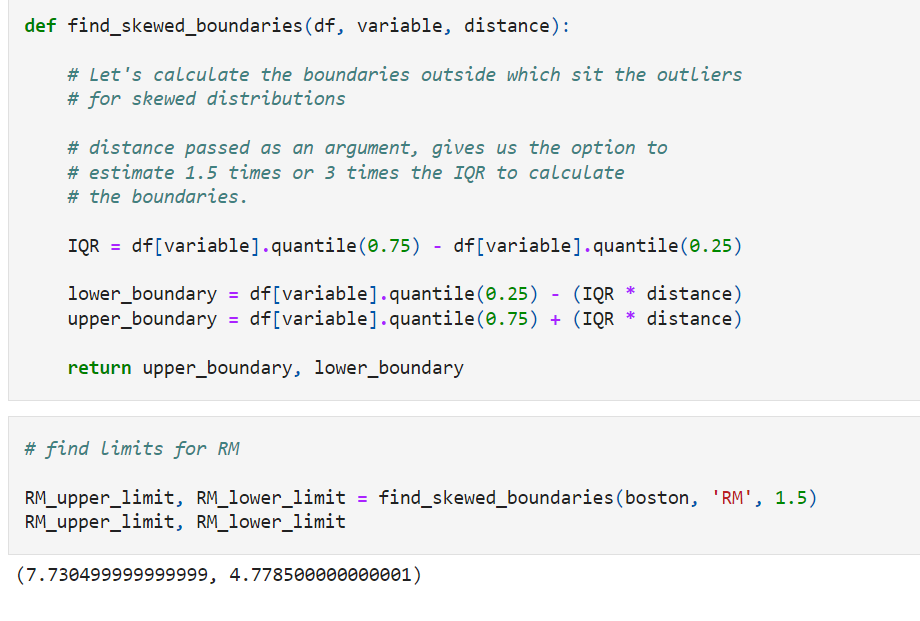 def find_skewed_boundaries(df, variable, distance):
# Let's calculate the boundaries outside which sit the outliers
# for skewed distributions
# distance passed as an argument, gives us the option to
# estimate 1.5 times or 3 times the IQR to calculate
# the boundaries.
IQR = df[variable].quantile(0.75) - df[variable].quantile(0.25)
lower_boundary = df[variable].quantile(0.25) - (IQR * distance)
upper_boundary = df[variable].quantile(0.75) + (IQR * distance)
return upper_boundary, lower_boundary
# find limits for RM
RM_upper_limit, RM_lower_limit = find_skewed_boundaries(boston, 'RM', 1.5)
RM_upper_limit, RM_lower_limit
(7.730499999999999, 4.778500000000001)